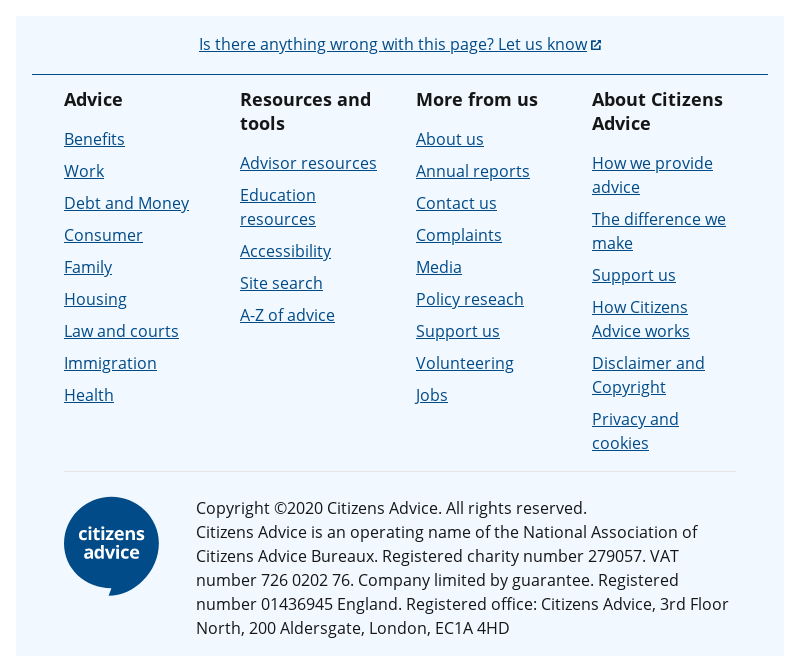 Is there anything wrong with this page? Let us know
Advice
Benefits
Work
Debt and Money
Consumer
Family
Housing
Law and courts
Immigration
Health
Resources and
tools
Advisor resources
Education
resources
Accessibility
Site search
A-Z of advice
More from us
About us
Annual reports
Contact us
Complaints
Media
Policy reseach
Support us
Volunteering
Jobs
About Citizens
Advice
How we provide
advice
The difference we
make
Support us
How Citizens
Advice works
Disclaimer and
Copyright
Privacy and
cookies
citizens
advice
Copyright ©2020 Citizens Advice. All rights reserved.
Citizens Advice is an operating name of the National Association of
Citizens Advice Bureaux. Registered charity number 279057. VAT
number 726 0202 76. Company limited by guarantee. Registered
number 01436945 England. Registered office: Citizens Advice, 3rd Floor
North, 200 Aldersgate, London, EC1A 4HD